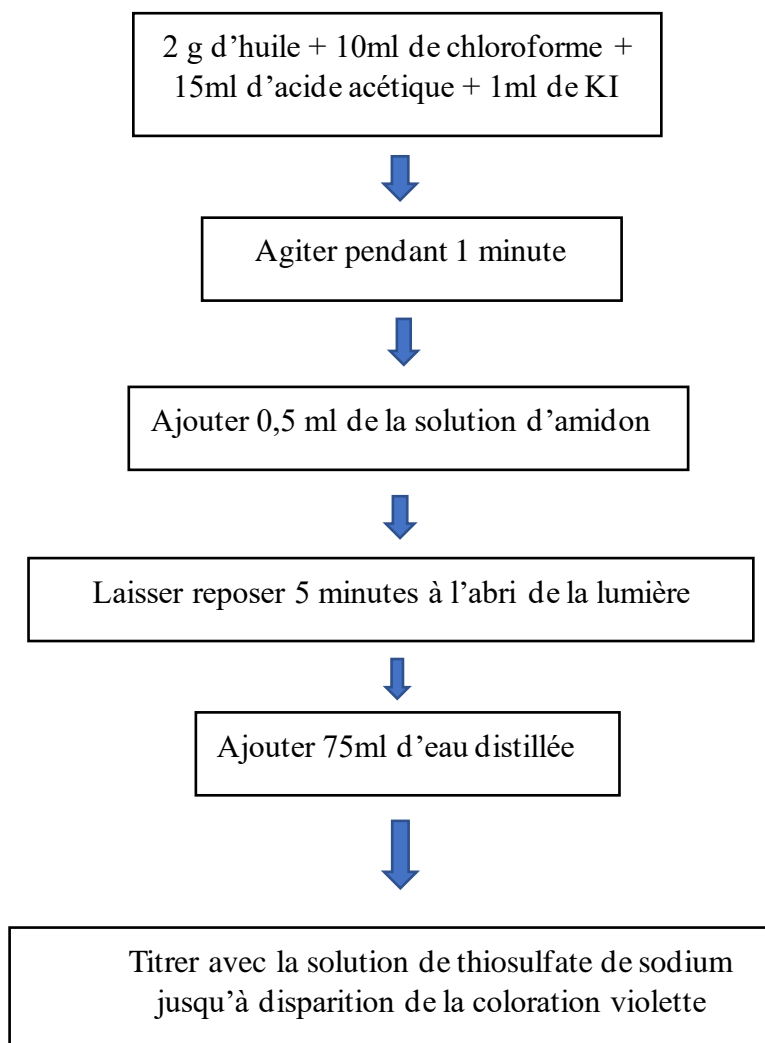 2 g d’huile + 10ml de chloroforme +
15ml d’acide acétique + 1ml de KI
Agiter pendant 1 minute
Ajouter 0,5 ml de la solution d’amidon
Laisser reposer 5 minutes à l’abri de la lumière
Ajouter 75ml d’eau distillée
Titrer avec la solution de thiosulfate de sodium
jusqu’à disparition de la coloration violette